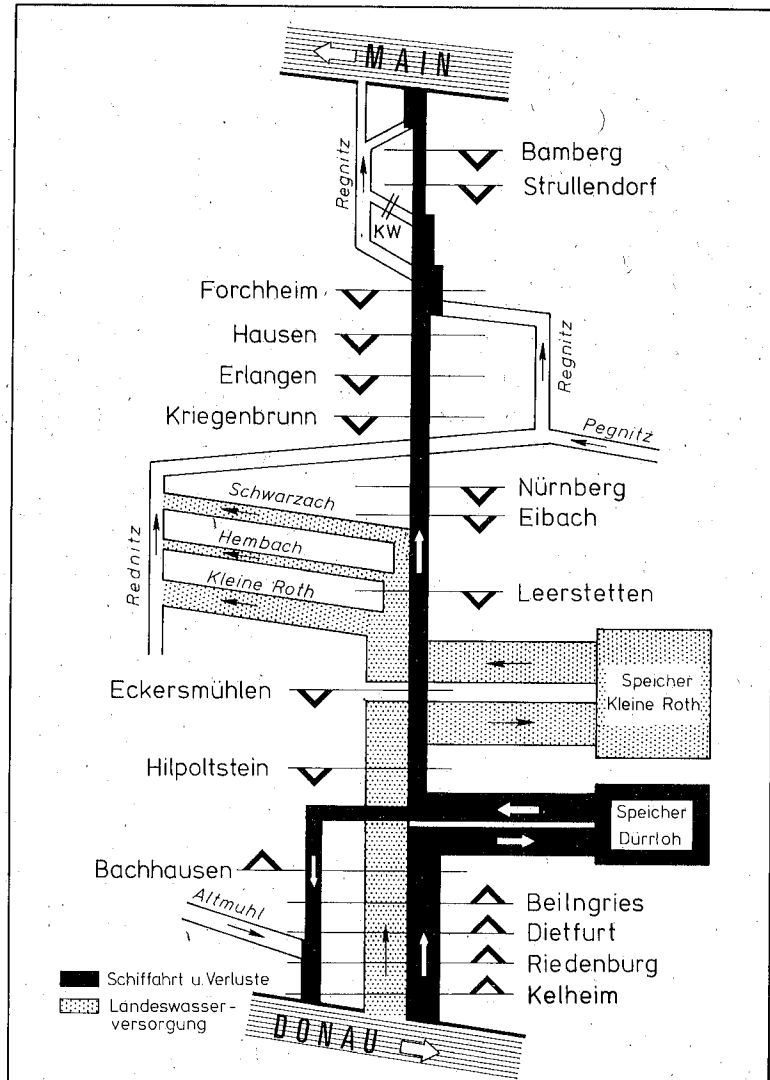 MAIN
Regnitz
Bamberg
Strullendorf
KW
Forchheim
Hausen
Erlangen
Kriegenbrunn
Regnitz
Pegnitz
Schwarzach
Nürnberg
Eibach
Hembach
Rednitz
Kleine Roth
Leerstetten
Eckersmühlen
Speicher
Kleine Roth
Hilpoltstein
Speicher
Dürrloh
Bachhausen
Altmuhl
Beilngries
Dietfurt
Riedenburg
Kelheim
Schiffahrt u. Verluste
Landeswasser-
versorgung
DONAU